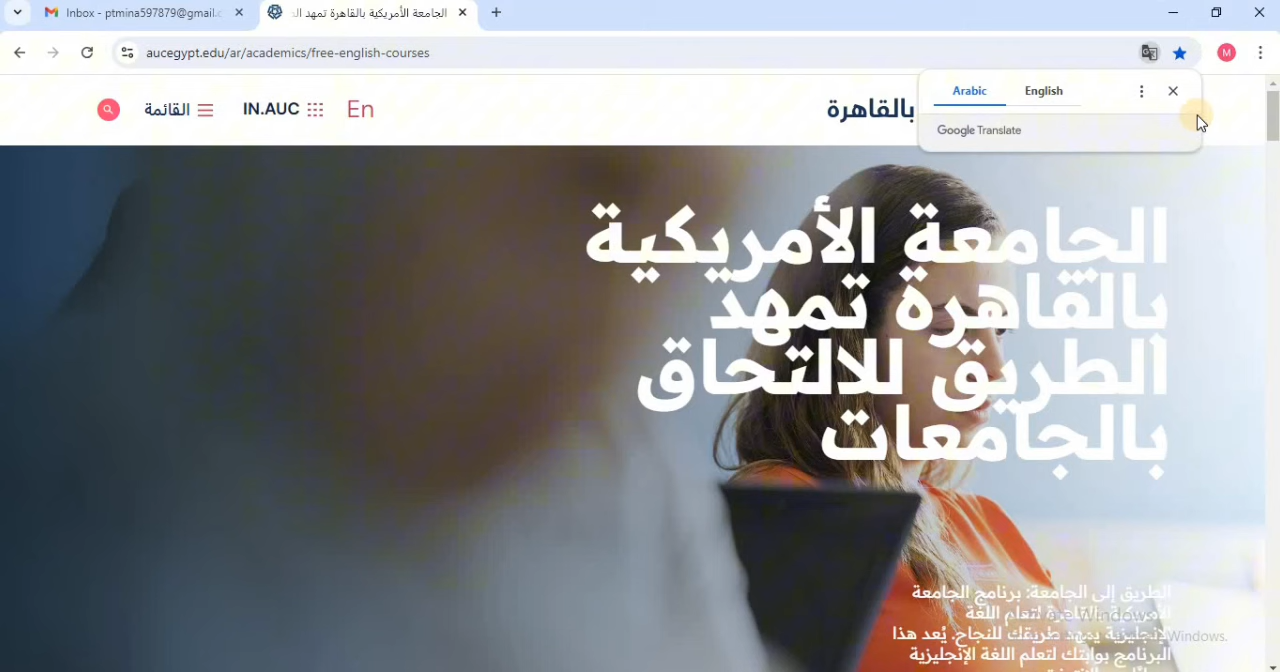 Inbox - ptmina597879@gmail.c
الجامعة الأمريكية بالقاهرة تمهد ال
aucegypt.edu/ar/academics/free-english-courses
M
القائمة
IN.AUC
En
بالقاهرة
Arabic
English
Google Translate
الجامعة الأمريكية
بالقاهرة تمهد
الطريق للالتحاق
بالجامعات
الطريق إلى الجامعة: برنامج الجامعة
الأمريكية بالقاهرة لتعلم اللغة
الإنجليزية يمهد طريقك للنجاح. يُعد هذا
البرنامج بوابتك لتعلم اللغة الإنجليزية
Activate Windows
Windows.